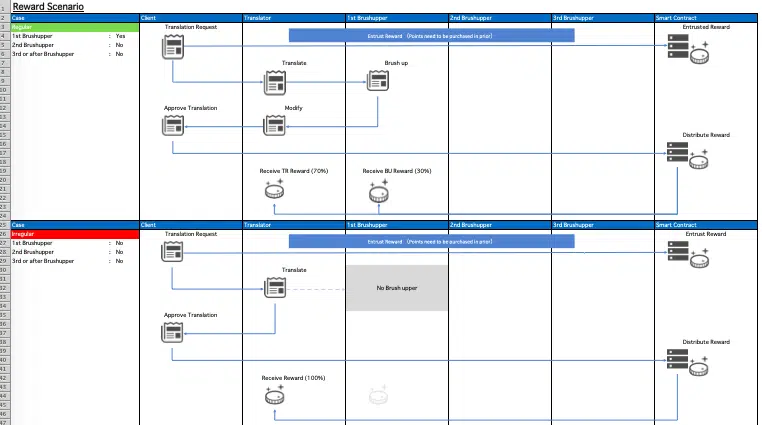 Reward Scenario
Case Client Translator 1st Brushupper 2nd Brushupper 3rd Brushupper Smart Contract
Regular Translation Request Entrusted Reward
1st Brushupper : Yes Entrust Reward (Points need to be purchased in prior)
2nd Brushupper : No
3rd or after Brushupper : No
Translate Brush up
Approve Translation Modify
Distribute Reward
Receive TR Reward (70%) Receive BU Reward (30%)
Case Client Translator 1st Brushupper 2nd Brushupper 3rd Brushupper Smart Contract
Irregular Translation Request Entrust Reward
1st Brushupper : No Entrust Reward (Points need to be purchased in prior)
2nd Brushupper : No
3rd or after Brushupper : No
Translate
No Brush upper
Approve Translation
Distribute Reward
Receive Reward (100%)